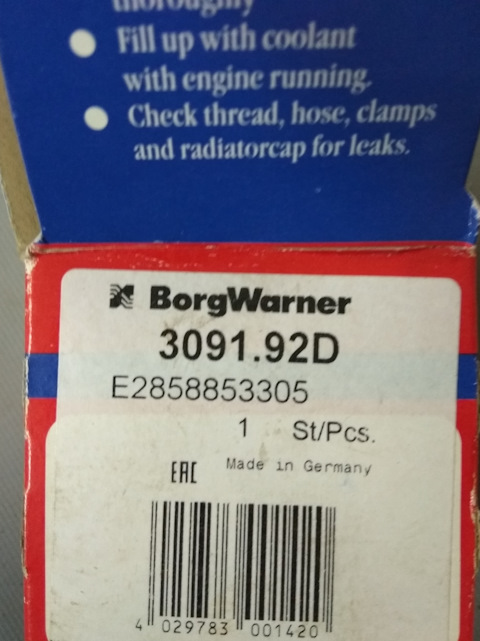 thoroughly
Fill up with coolant
with engine running.
Check thread, hose, clamps
and radiatorcap for leaks.
BorgWarner
3091.92D
E2858853305
1 St/Pcs.
EAC
Made in Germany
4 029783 001420